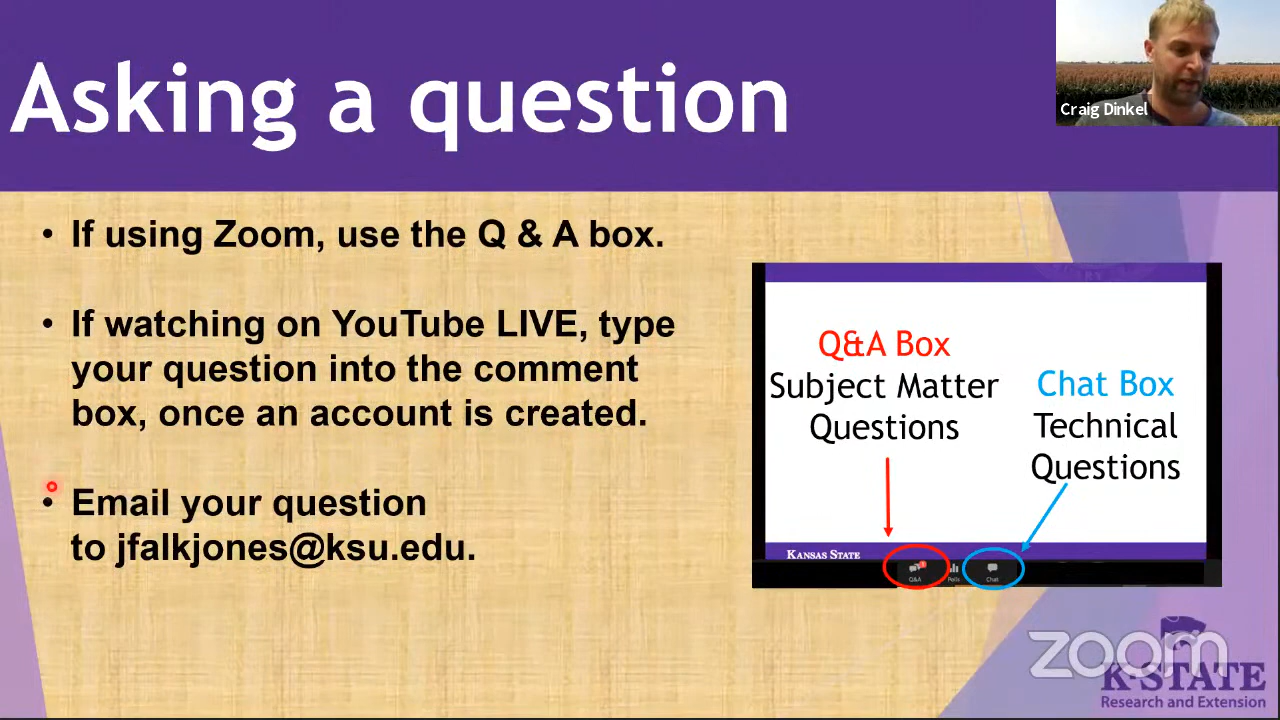 Asking a question
Craig Dinkel
• If using Zoom, use the Q & A box.
• If watching on YouTube LIVE, type
your question into the comment
box, once an account is created.
• Email your question
to jfalkjones@ksu.edu.
Q&A Box
Subject Matter
Questions
Chat Box
Technical
Questions
KANSAS STATE
Q&A
Polls
Chat
zoom
K-STATE
Research and Extension